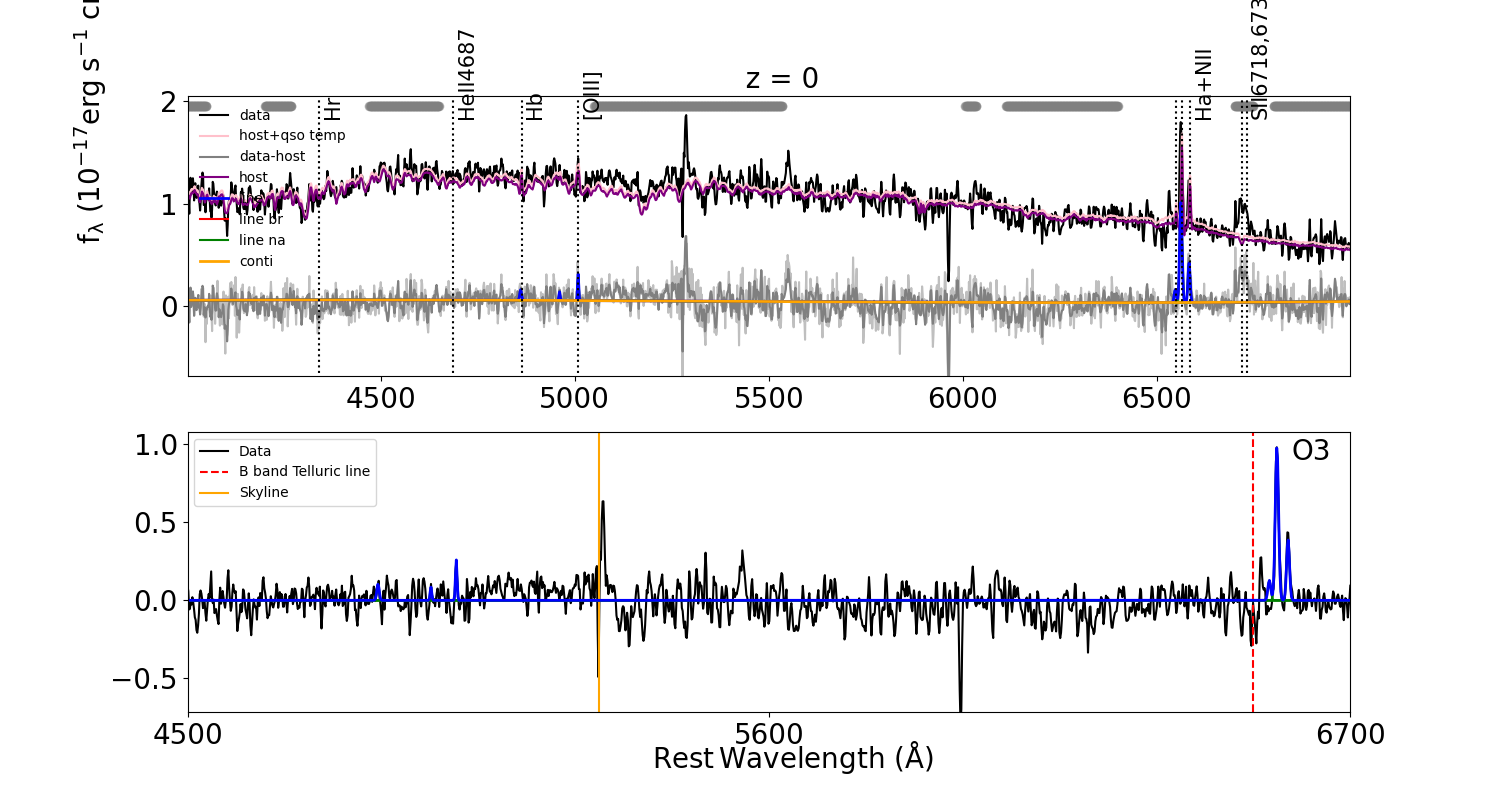 z = 0
f_λ (10^−17 erg s^−1 c
Hr
HeII4687
Hb
[OIII]
Ha+NII
SII6718,673
2
1
0
data
host+qso temp
data-host
host
line br
line na
conti
4500
5000
5500
6000
6500
1.0
0.5
0.0
−0.5
Data
B band Telluric line
Skyline
O3
4500
5600
6700
Rest Wavelength (Å)